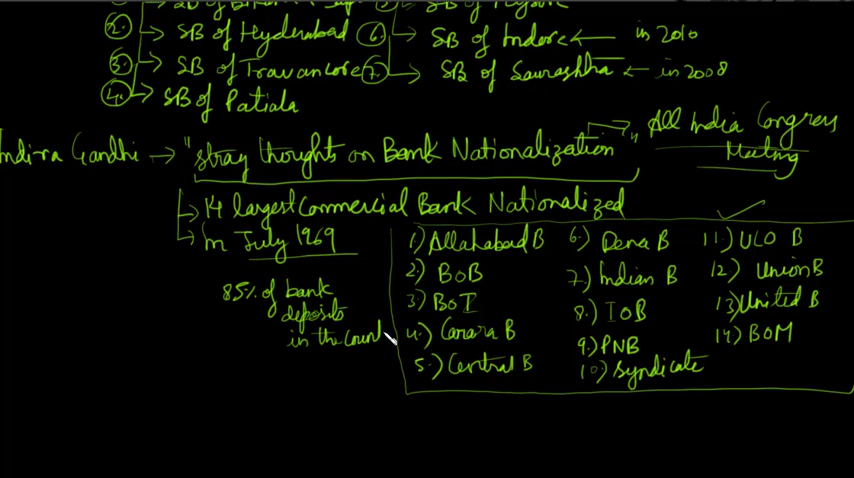 2. → SB of Hyderabad 6. → SB of Indore ← in 2010
3. → SB of Travancore 7. → SB of Saurashtra ← in 2008
4. → SB of Patiala
Indira Gandhi → "stray thoughts on Bank Nationalization" → All India Congress
Meeting
→ 14 largest Commercial Bank Nationalized
→ In July 1969
85% of bank
deposits
in the count
1.) Allahabad B
2.) BoB
3.) BoI
4.) Canara B
5.) Central B
6.) Dena B
7.) Indian B
8.) IOB
9.) PNB
10.) Syndicate
11.) UCO B
12.) Union B
13.) United B
14.) BOM